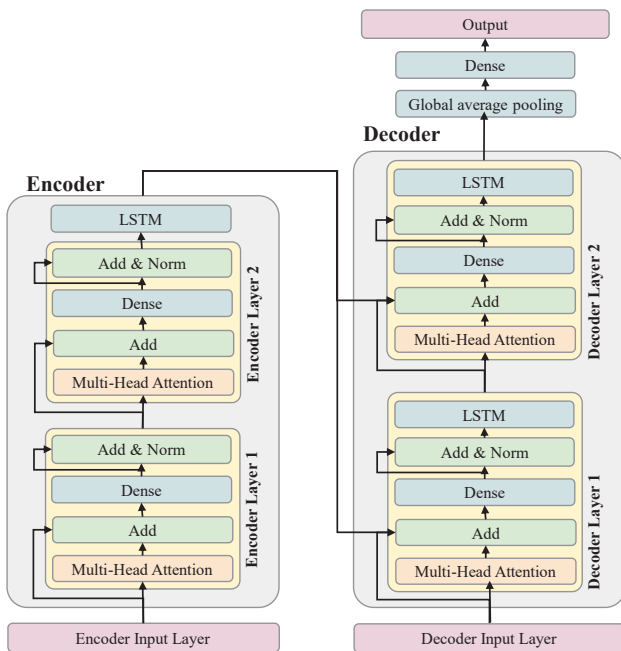 Output
Dense
Global average pooling
Decoder
LSTM
Add & Norm
Dense
Add
Multi-Head Attention
Decoder Layer 2
LSTM
Add & Norm
Dense
Add
Multi-Head Attention
Decoder Layer 1
Decoder Input Layer
Encoder
LSTM
Add & Norm
Dense
Add
Multi-Head Attention
Encoder Layer 2
Add & Norm
Dense
Add
Multi-Head Attention
Encoder Layer 1
Encoder Input Layer